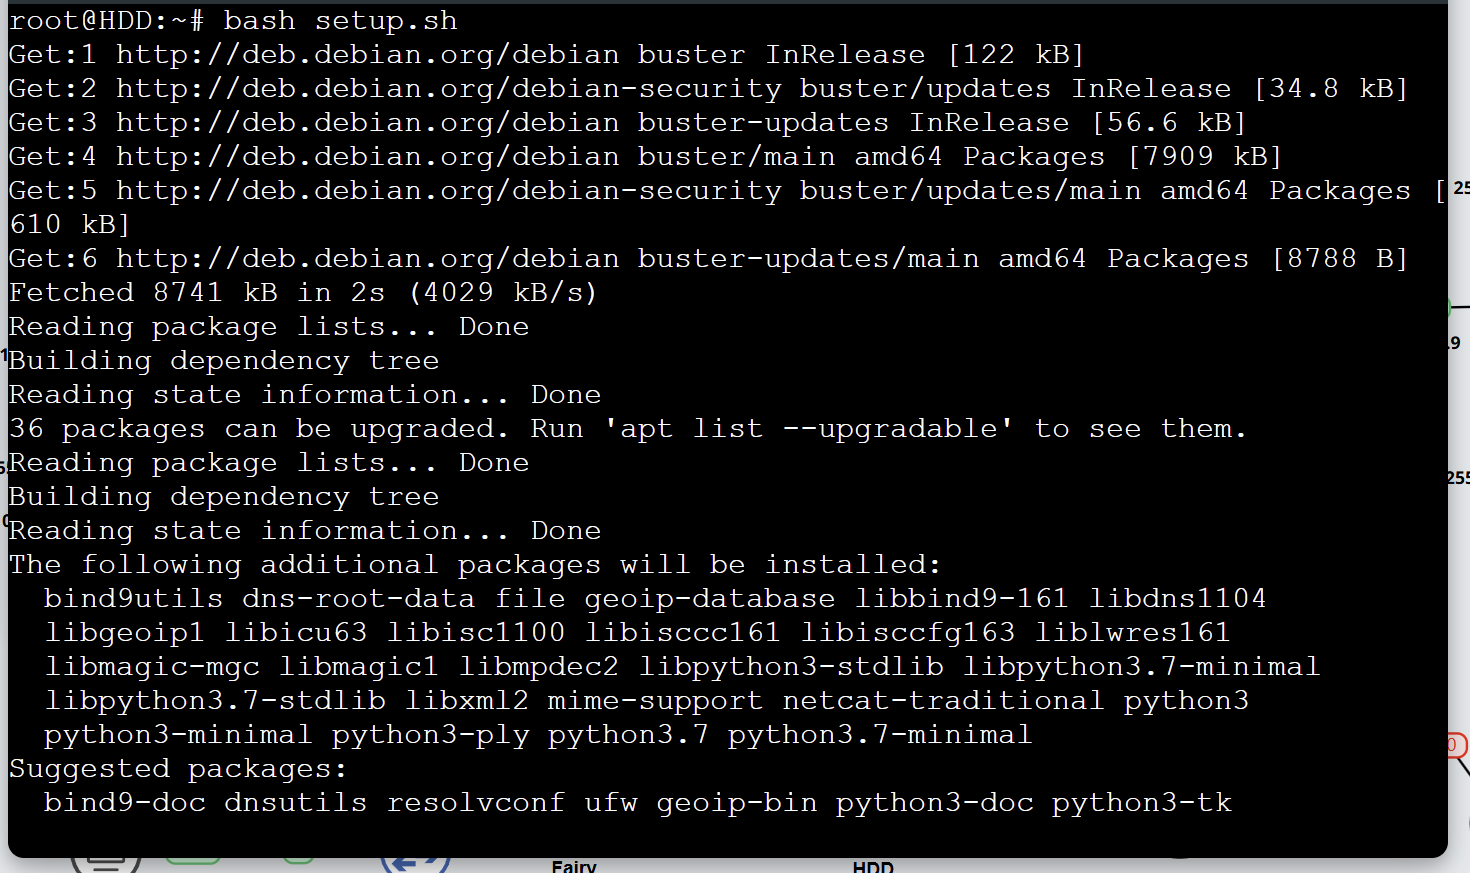 root@HDD:~# bash setup.sh
Get:1 http://deb.debian.org/debian buster InRelease [122 kB]
Get:2 http://deb.debian.org/debian-security buster/updates InRelease [34.8 kB]
Get:3 http://deb.debian.org/debian buster-updates InRelease [56.6 kB]
Get:4 http://deb.debian.org/debian buster/main amd64 Packages [7909 kB]
Get:5 http://deb.debian.org/debian-security buster/updates/main amd64 Packages [
610 kB]
Get:6 http://deb.debian.org/debian buster-updates/main amd64 Packages [8788 B]
Fetched 8741 kB in 2s (4029 kB/s)
Reading package lists... Done
Building dependency tree
Reading state information... Done
36 packages can be upgraded. Run 'apt list --upgradable' to see them.
Reading package lists... Done
Building dependency tree
Reading state information... Done
The following additional packages will be installed:
  bind9utils dns-root-data file geoip-database libbind9-161 libdns1104
  libgeoip1 libicu63 libisc1100 libisccc161 libisccfg163 liblwres161
  libmagic-mgc libmagic1 libmpdec2 libpython3-stdlib libpython3.7-minimal
  libpython3.7-stdlib libxml2 mime-support netcat-traditional python3
  python3-minimal python3-ply python3.7 python3.7-minimal
Suggested packages:
  bind9-doc dnsutils resolvconf ufw geoip-bin python3-doc python3-tk
Fairy
HDD